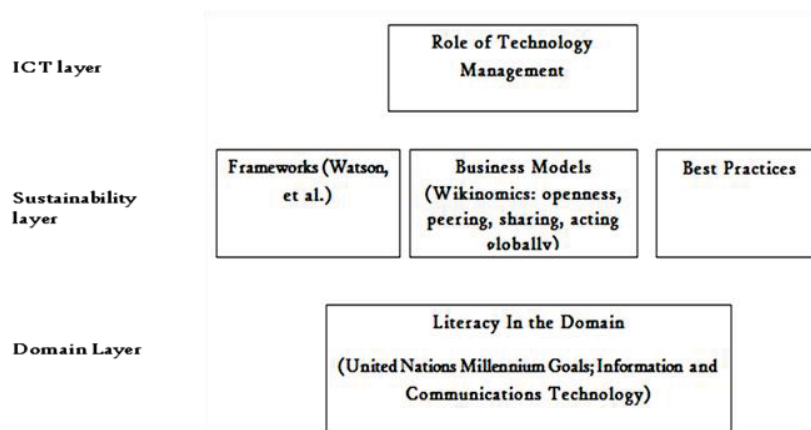 ICT layer
Role of Technology
Management
Sustainability
layer
Frameworks (Watson,
et al.)
Business Models
(Wikinomics: openness,
peering, sharing, acting
globally)
Best Practices
Domain Layer
Literacy In the Domain
(United Nations Millennium Goals; Information and
Communications Technology)